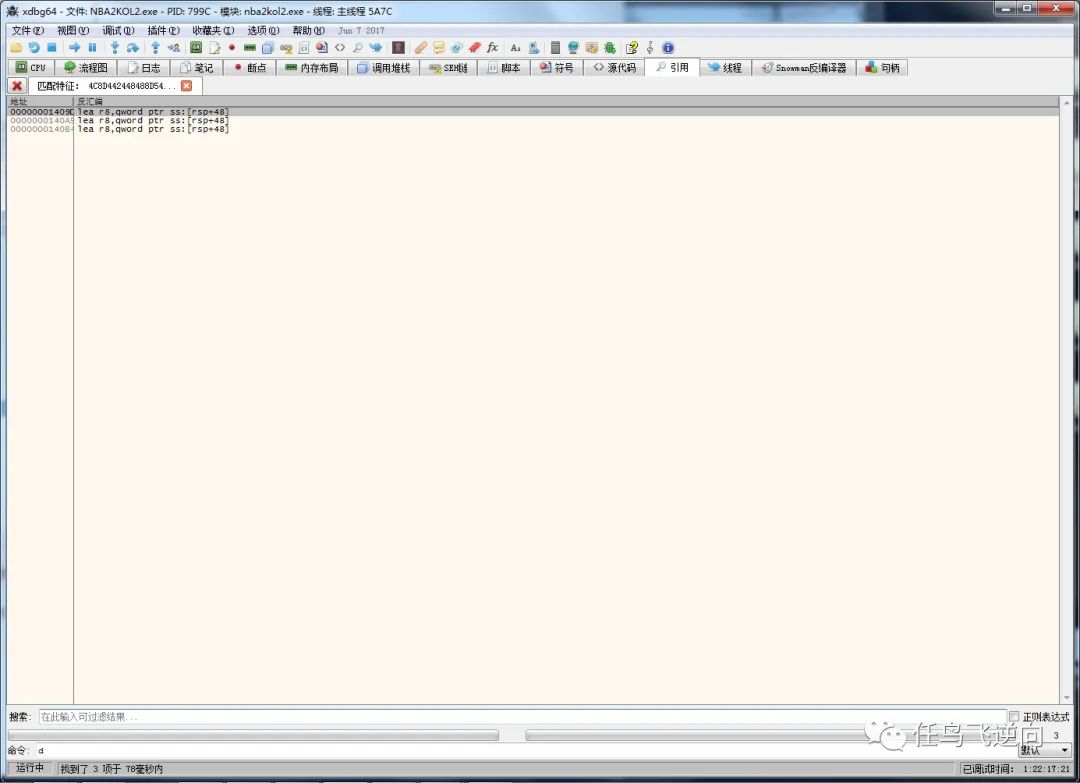 xdbg64 - 文件: NBA2KOL2.exe - PID: 799C - 模块: nba2kol2.exe - 线程: 主线程 5A7C
文件(F) 视图(V) 调试(D) 插件(P) 收藏夹(I) 选项(O) 帮助(H) Jun 7 2017
CPU 流程图 日志 笔记 断点 内存布局 调用堆栈 SEH链 脚本 符号 源代码 引用 线程 Snowman反编译器 句柄
匹配特征: 4C8D442448488D54...
地址 反汇编
00000001409D lea r8,qword ptr ss:[rsp+48]
0000000140A5 lea r8,qword ptr ss:[rsp+48]
0000000140B4 lea r8,qword ptr ss:[rsp+48]
搜索: 在此输入可过滤结果... 正则表达式
3
任鸟飞逆向
命令: d 默认
运行中 找到了 3 项于 78毫秒内 已调试时间: 1:22:17:21